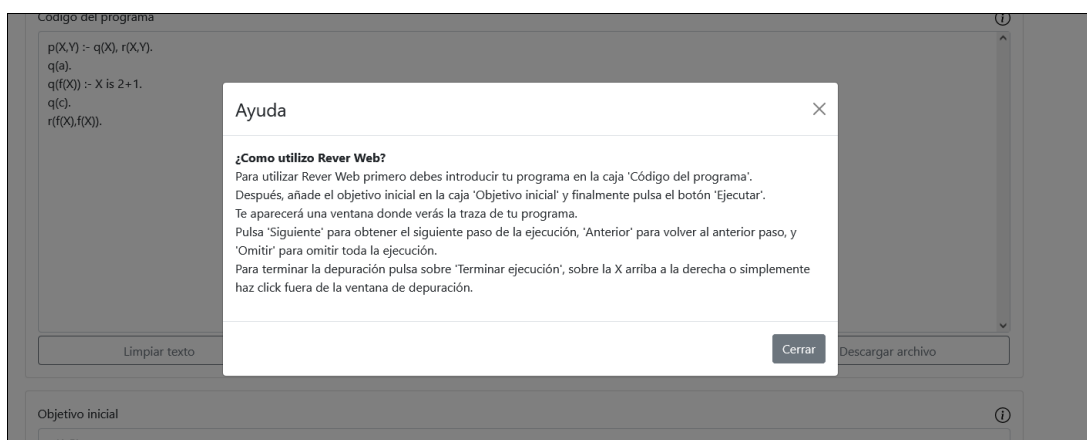 Código del programa
p(X,Y) :- q(X), r(X,Y).
q(a).
q(f(X)) :- X is 2+1.
q(c).
r(f(X),f(X)).
Ayuda
¿Como utilizo Rever Web?
Para utilizar Rever Web primero debes introducir tu programa en la caja 'Código del programa'.
Después, añade el objetivo inicial en la caja 'Objetivo inicial' y finalmente pulsa el botón 'Ejecutar'.
Te aparecerá una ventana donde verás la traza de tu programa.
Pulsa 'Siguiente' para obtener el siguiente paso de la ejecución, 'Anterior' para volver al anterior paso, y
'Omitir' para omitir toda la ejecución.
Para terminar la depuración pulsa sobre 'Terminar ejecución', sobre la X arriba a la derecha o simplemente
haz click fuera de la ventana de depuración.
Cerrar
Limpiar texto
Descargar archivo
Objetivo inicial